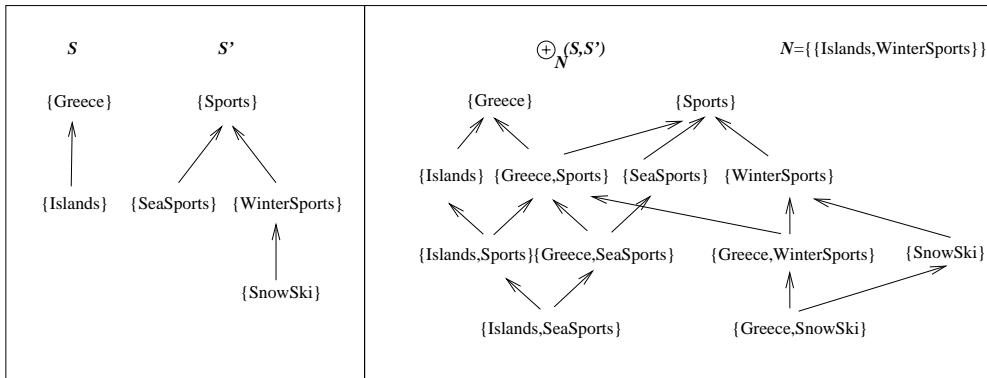 S S’
{Greece} {Sports}
{Islands} {SeaSports} {WinterSports}
{SnowSki}
⊕N (S,S’) N={{Islands,WinterSports}}
{Greece} {Sports}
{Islands} {Greece,Sports} {SeaSports} {WinterSports}
{Islands,Sports} {Greece,SeaSports} {Greece,WinterSports} {SnowSki}
{Islands,SeaSports} {Greece,SnowSki}